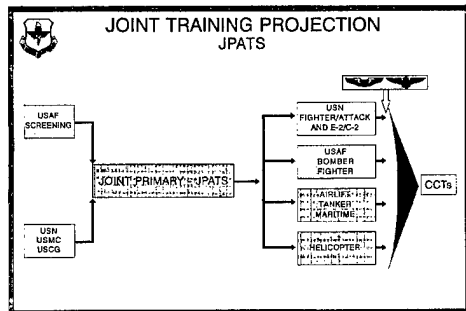 JOINT TRAINING PROJECTION
JPATS
USAF
SCREENING
USN
USMC
USCG
JOINT PRIMARY - JPATS
USN
FIGHTER/ATTACK
AND E-2/C-2
USAF
BOMBER
FIGHTER
AIRLIFT
TANKER
MARITIME
HELICOPTER
CCTs